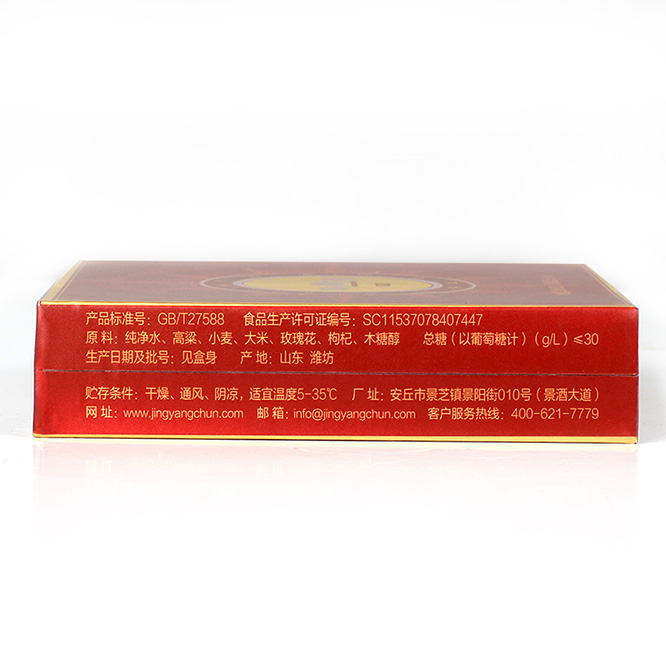 产品标准号：GB/T27588 食品生产许可证编号：SC11537078407447
原料：纯净水、高粱、小麦、大米、玫瑰花、枸杞、木糖醇 总糖（以葡萄糖计）(g/L)≤30
生产日期及批号：见盒身 产地：山东 潍坊
贮存条件：干燥、通风、阴凉，适宜温度5-35℃ 厂址：安丘市景芝镇景阳街010号（景酒大道）
网址：www.jingyangchun.com 邮箱：info@jingyangchun.com 客户服务热线：400-621-7779